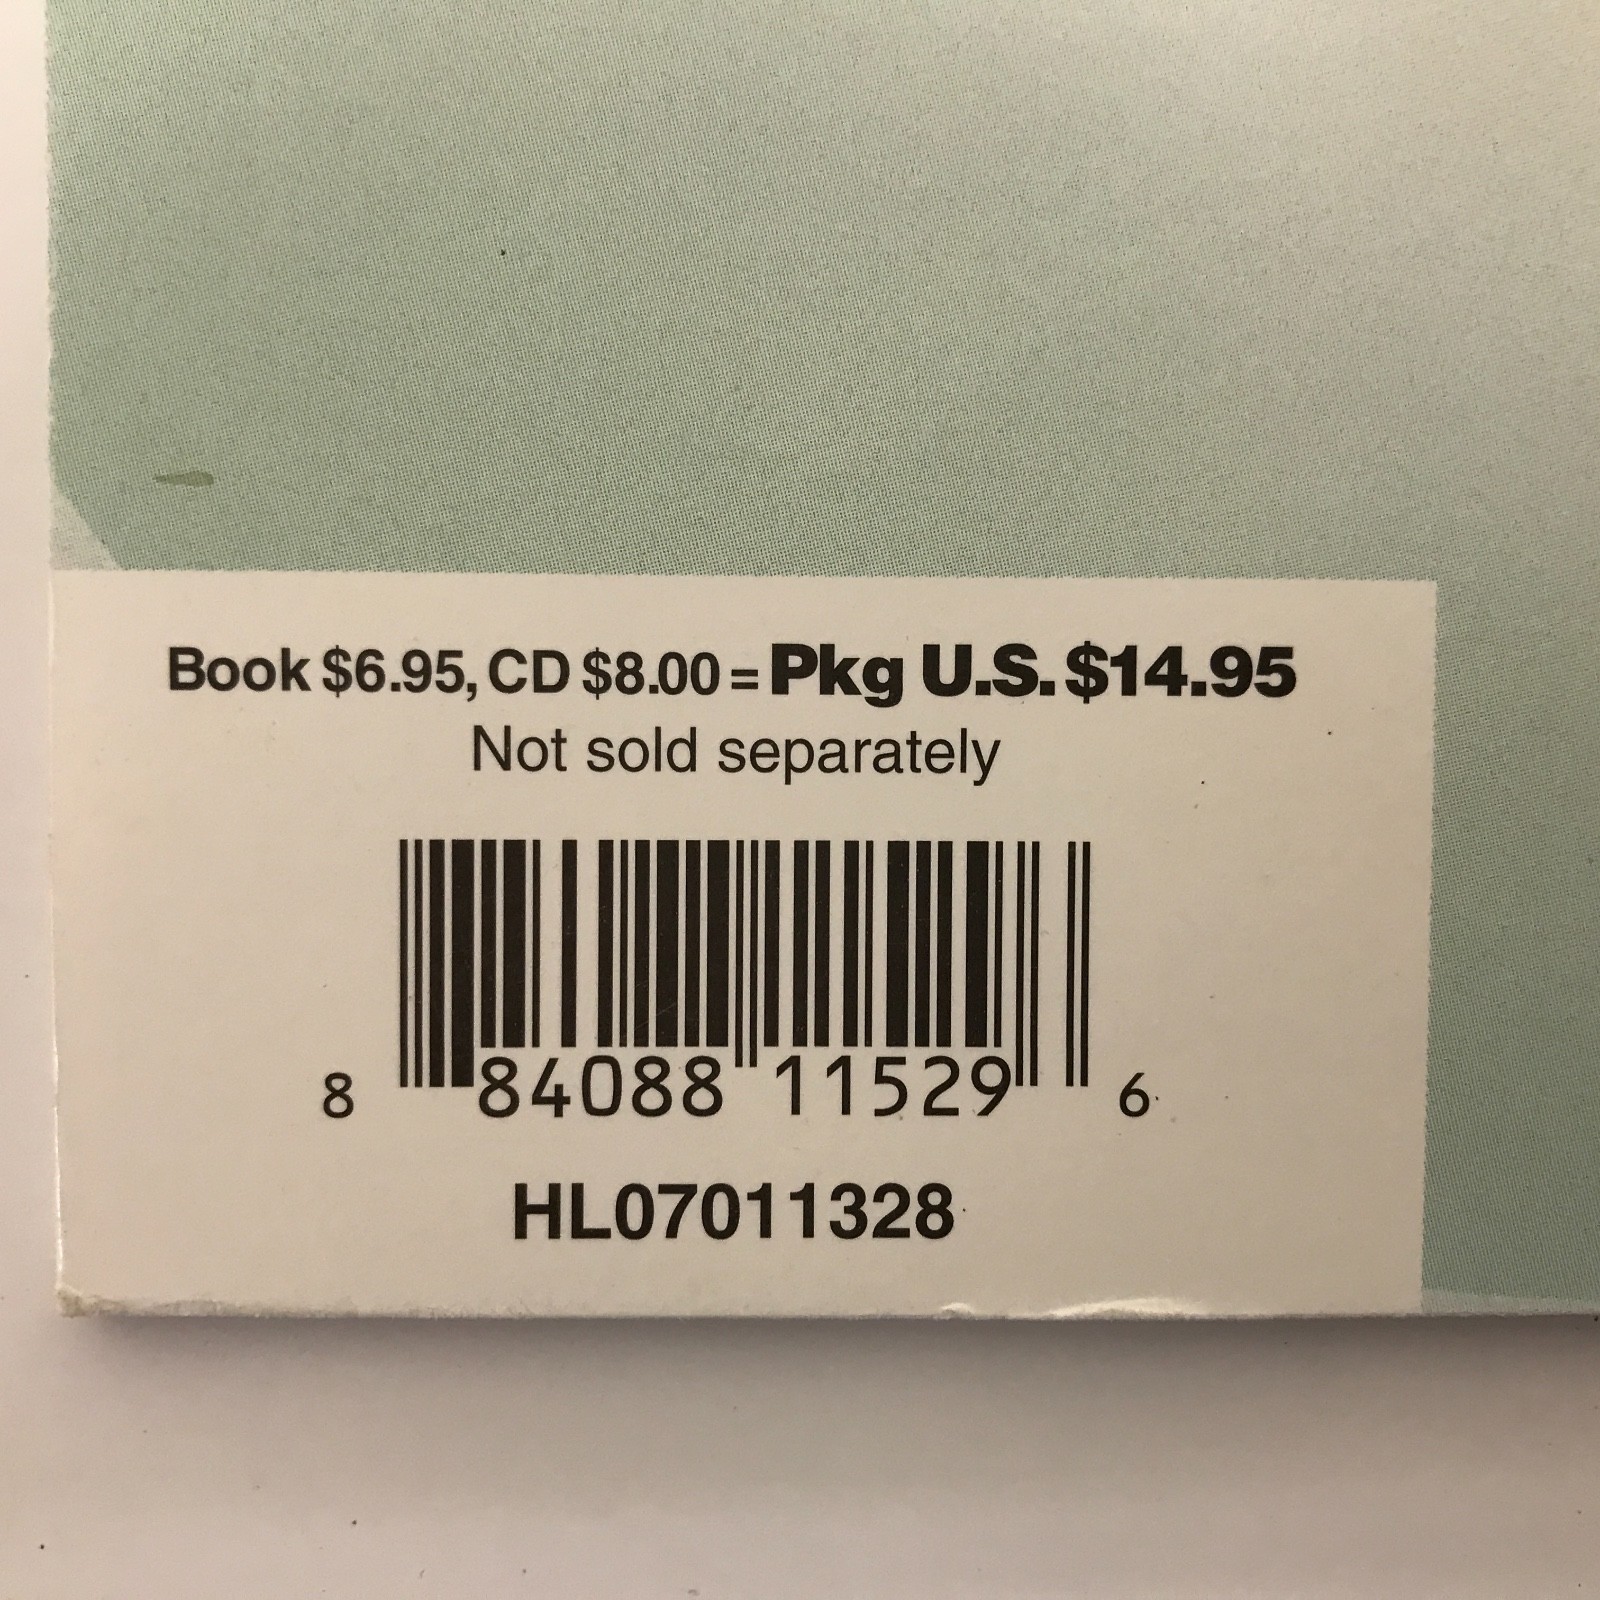 Book $6.95, CD $8.00 = Pkg U.S. $14.95
Not sold separately
8 84088 11529 6
HL07011328